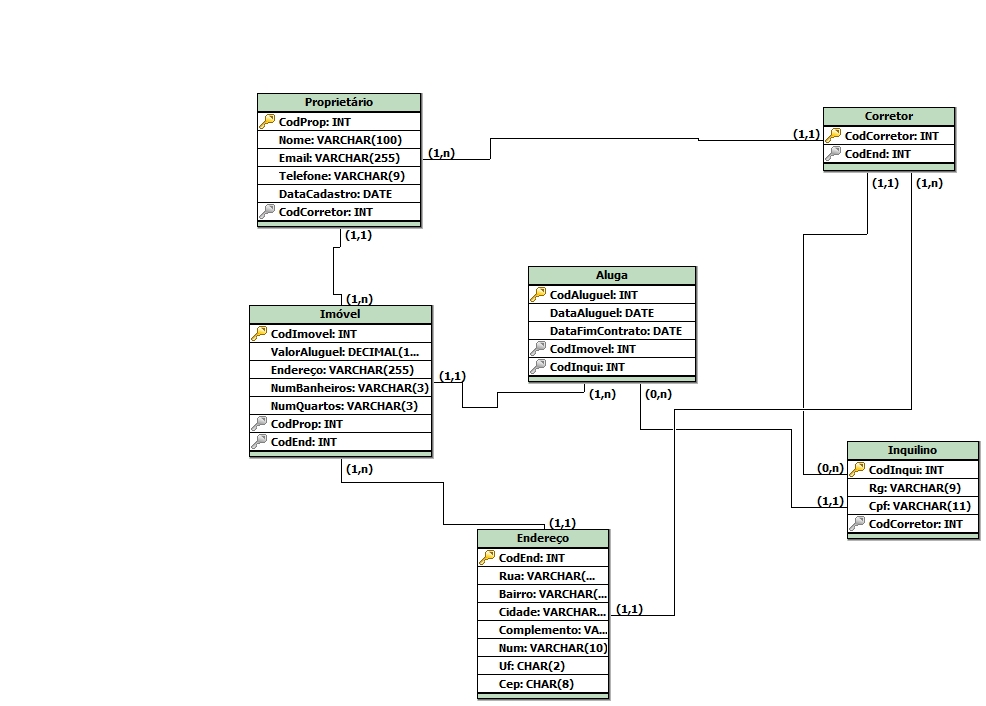 Proprietário
CodProp: INT
Nome: VARCHAR(100)
Email: VARCHAR(255)
Telefone: VARCHAR(9)
DataCadastro: DATE
CodCorretor: INT
(1,n)
(1,1)
(1,1)
Corretor
CodCorretor: INT
CodEnd: INT
(1,1)
(1,n)
(1,n)
Imóvel
CodImovel: INT
ValorAluguel: DECIMAL(1...
Endereço: VARCHAR(255)
NumBanheiros: VARCHAR(3)
NumQuartos: VARCHAR(3)
CodProp: INT
CodEnd: INT
(1,1)
(1,n)
Aluga
CodAluguel: INT
DataAluguel: DATE
DataFimContrato: DATE
CodImovel: INT
CodInqui: INT
(1,n)
(0,n)
Inquilino
CodInqui: INT
Rg: VARCHAR(9)
Cpf: VARCHAR(11)
CodCorretor: INT
(0,n)
(1,1)
(1,1)
Endereço
CodEnd: INT
Rua: VARCHAR(...
Bairro: VARCHAR(...
Cidade: VARCHAR...
Complemento: VA...
Num: VARCHAR(10)
Uf: CHAR(2)
Cep: CHAR(8)
(1,1)